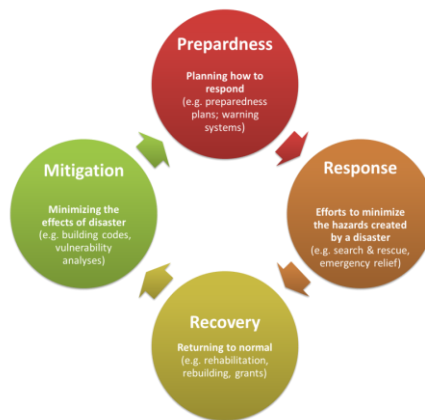 Prepardness
Planning how to
respond
(e.g. preparedness
plans; warning
systems)
Response
Efforts to minimize
the hazards created
by a disaster
(e.g. search & rescue,
emergency relief)
Recovery
Returning to normal
(e.g. rehabilitation,
rebuilding, grants)
Mitigation
Minimizing the
effects of disaster
(e.g. building codes,
vulnerability
analyses)